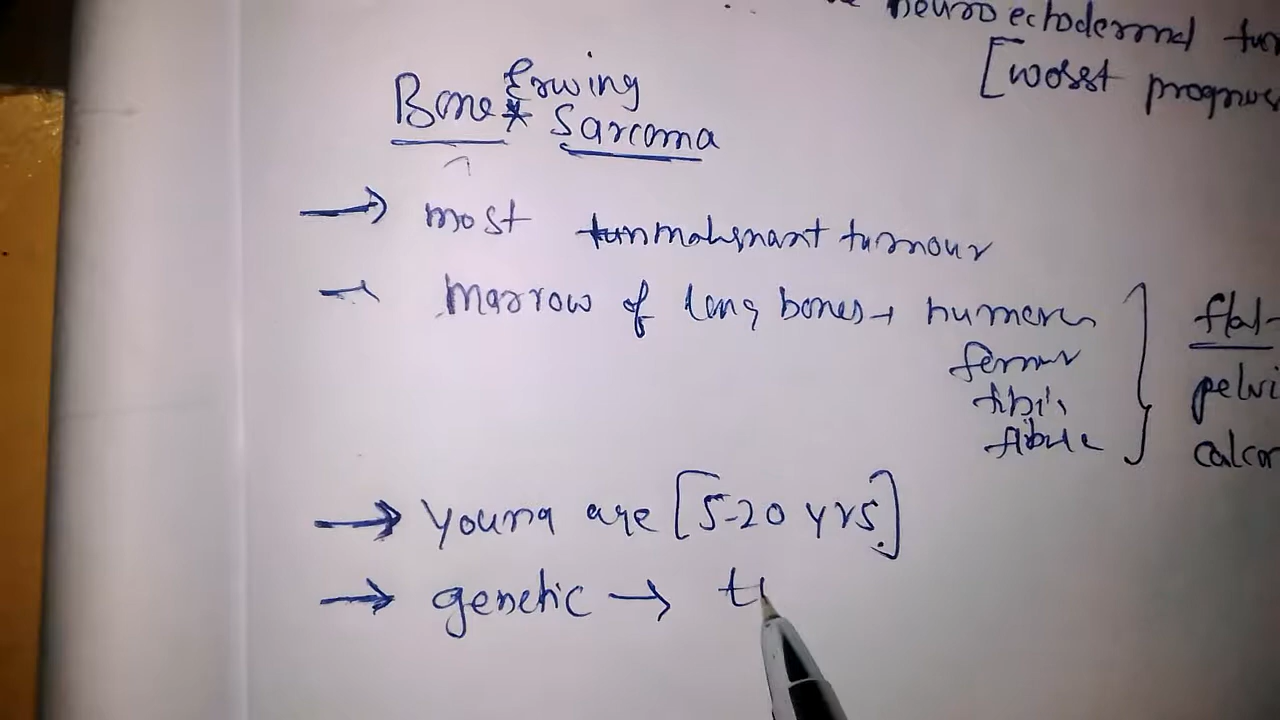 neuroectodermal tu
[worst prognos
Ewing
Bone * Sarcoma
→ most malignant tumour
→ Marrow of long bones → humerus
femur
tibia
fibula
flat
pelvi
calcan
→ young age [5-20 yrs]
→ genetic → t